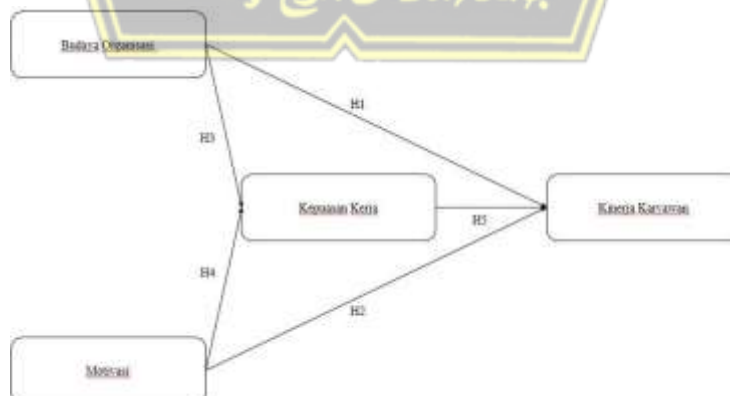 Budaya Organisasi
H1
H3
Kepuasan Kerja
Kinerja Karyawan
H5
H4
H2
Motivasi